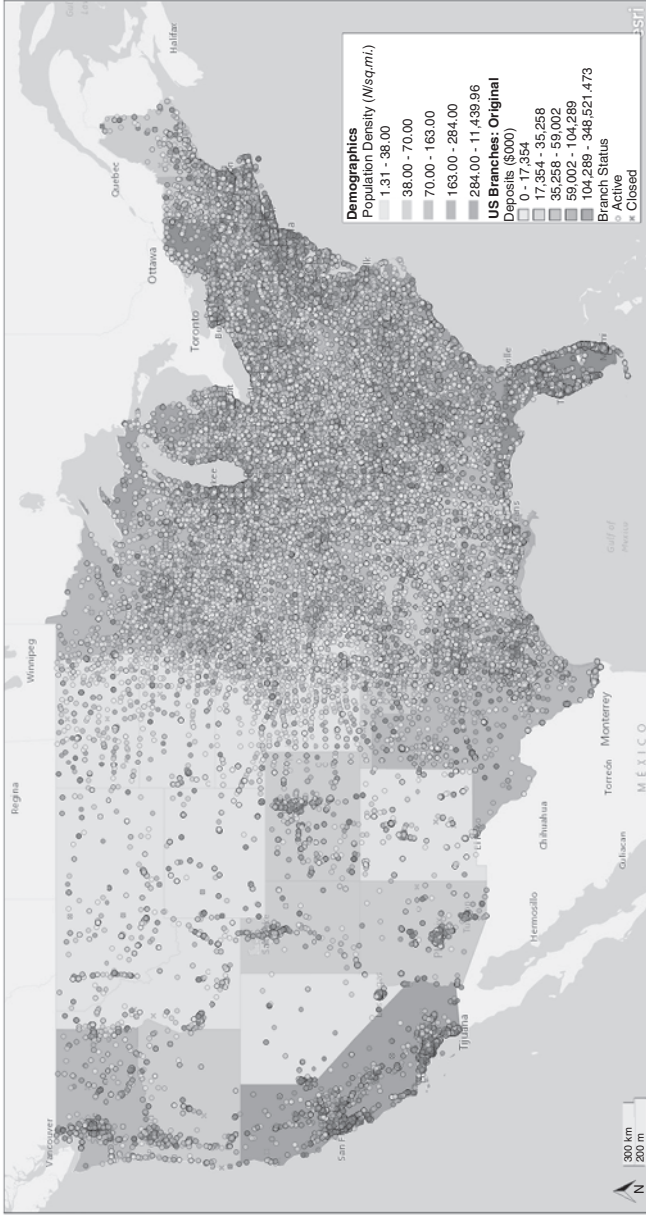 Vancouver
Regina
Winnipeg
Ottawa
Quebec
Halifax
Toronto
San F
Tijuana
Hermosillo
Chihuahua
Culiacan
Torreón
Monterrey
MÉXICO
Gulf of
Mexico
Demographics
Population Density (N/sq.mi.)
1.31 - 38.00
38.00 - 70.00
70.00 - 163.00
163.00 - 284.00
284.00 - 11,439.96
US Branches: Original
Deposits ($000)
0 - 17,354
17,354 - 35,258
35,258 - 59,002
59,002 - 104,289
104,289 - 348,521.473
Branch Status
Active
Closed
N
300 km
200 m
esri